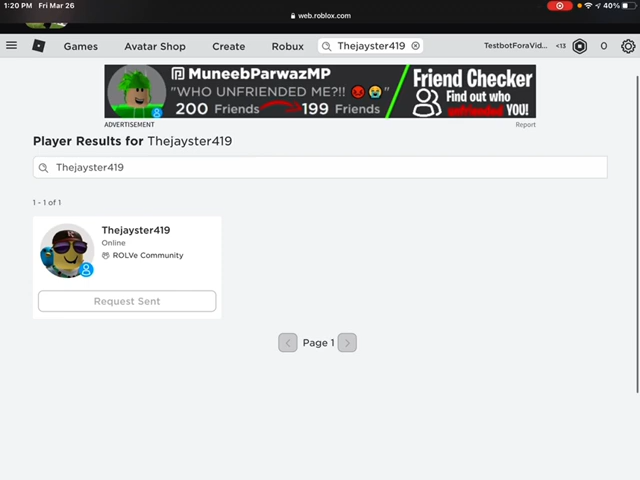 1:20 PM Fri Mar 26
40%
web.roblox.com
Games Avatar Shop Create Robux Thejayster419 TestbotForaVid... <13 0
MuneebParwazMP
"WHO UNFRIENDED ME?!! 😡😭"
200 Friends 199 Friends
Friend Checker
Find out who
unfriended YOU!
ADVERTISEMENT Report
Player Results for Thejayster419
Thejayster419
1 - 1 of 1
Thejayster419
Online
ROLVe Community
Request Sent
Page 1